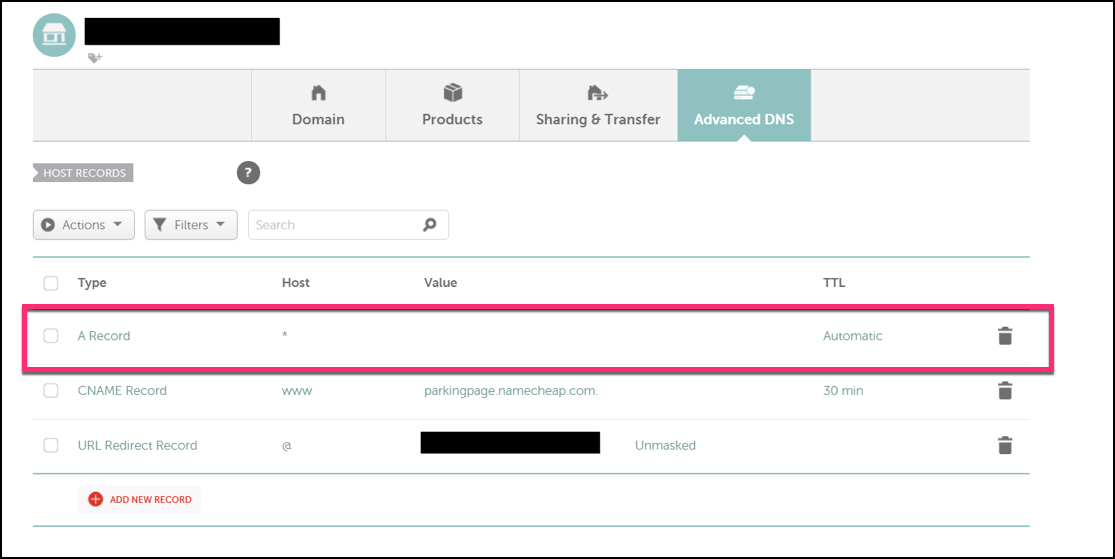 Domain Products Sharing & Transfer Advanced DNS
HOST RECORDS ?
Actions Filters Search
Type Host Value TTL
A Record * Automatic
CNAME Record www parkingpage.namecheap.com. 30 min
URL Redirect Record @ Unmasked
ADD NEW RECORD